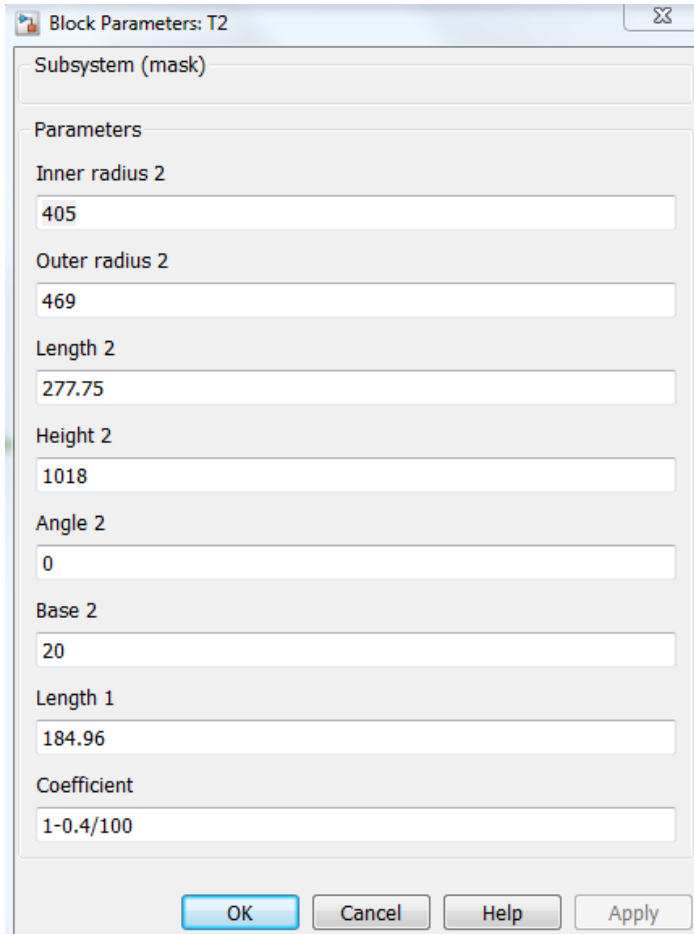 Block Parameters: T2
Subsystem (mask)
Parameters
Inner radius 2
405
Outer radius 2
469
Length 2
277.75
Height 2
1018
Angle 2
0
Base 2
20
Length 1
184.96
Coefficient
1-0.4/100
OK Cancel Help Apply